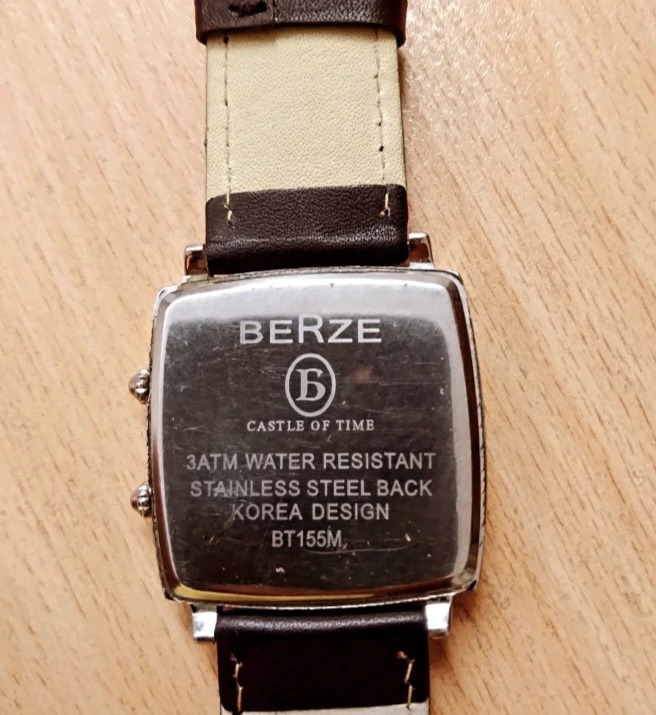 BERZE
Б
CASTLE OF TIME
3ATM WATER RESISTANT
STAINLESS STEEL BACK
KOREA DESIGN
BT155M